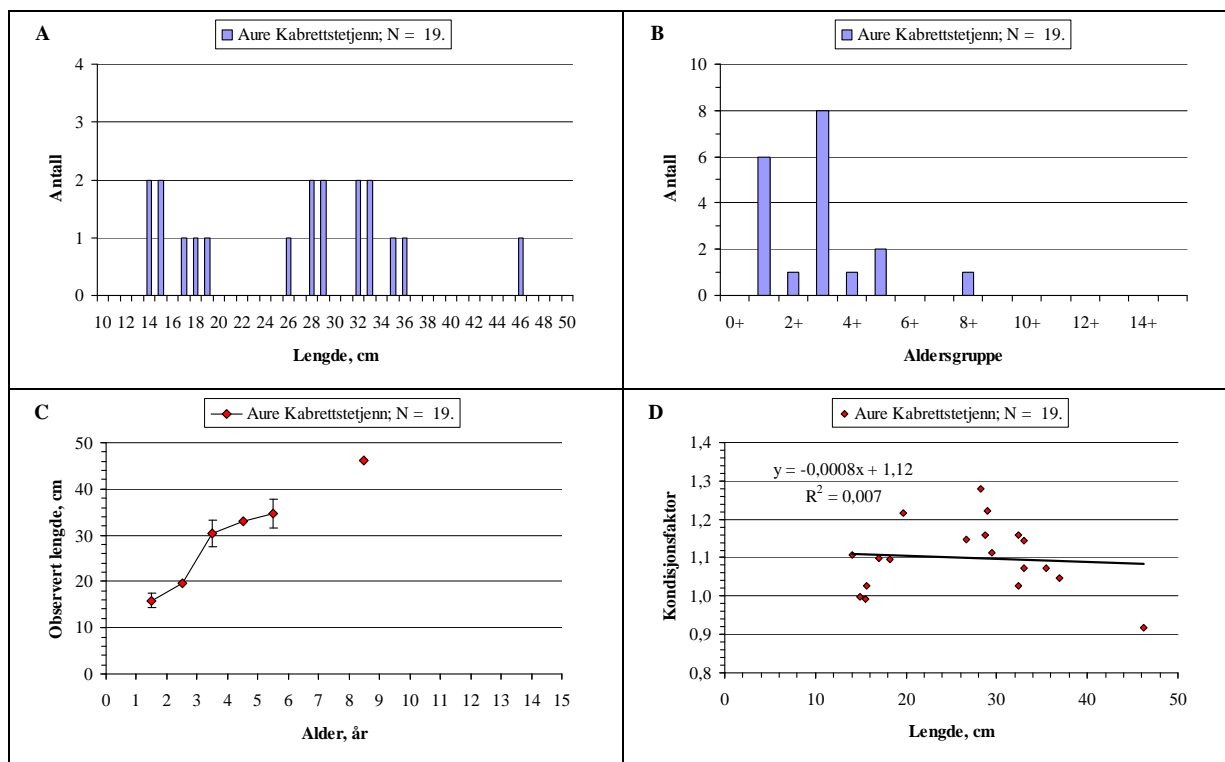 A
Aure Kabrettstetjenn; N = 19.
4
3
2
1
0
Antall
10 12 14 16 18 20 22 24 26 28 30 32 34 36 38 40 42 44 46 48 50
Lengde, cm
B
Aure Kabrettstetjenn; N = 19.
10
8
6
4
2
0
Antall
0+ 2+ 4+ 6+ 8+ 10+ 12+ 14+
Aldersgruppe
C
Aure Kabrettstetjenn; N = 19.
50
40
30
20
10
0
Observert lengde, cm
0 1 2 3 4 5 6 7 8 9 10 11 12 13 14 15
Alder, år
D
Aure Kabrettstetjenn; N = 19.
1,4
1,3
1,2
1,1
1,0
0,9
0,8
Kondisjonsfaktor
y = -0,0008x + 1,12
R² = 0,007
0 10 20 30 40 50
Lengde, cm